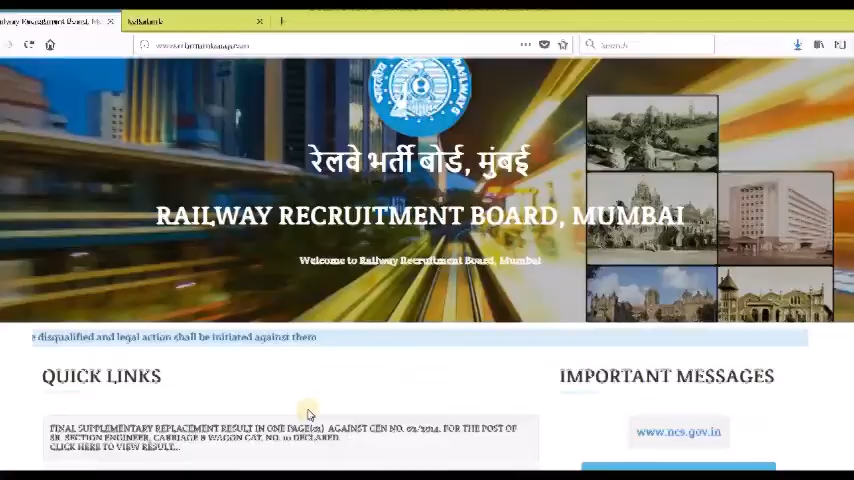 Search
रेलवे भर्ती बोर्ड, मुंबई
RAILWAY RECRUITMENT BOARD, MUMBAI
Welcome to Railway Recruitment Board, Mumbai
disqualified and legal action shall be initiated against them
QUICK LINKS
IMPORTANT MESSAGES
FINAL SUPPLEMENTARY REPLACEMENT RESULT IN ONE PAGE(01) AGAINST CEN NO. 02/2014, FOR THE POST OF
SR. SECTION ENGINEER, CARRIAGE & WAGON CAT. NO. 10 DECLARED.
CLICK HERE TO VIEW RESULT...
www.ncs.gov.in